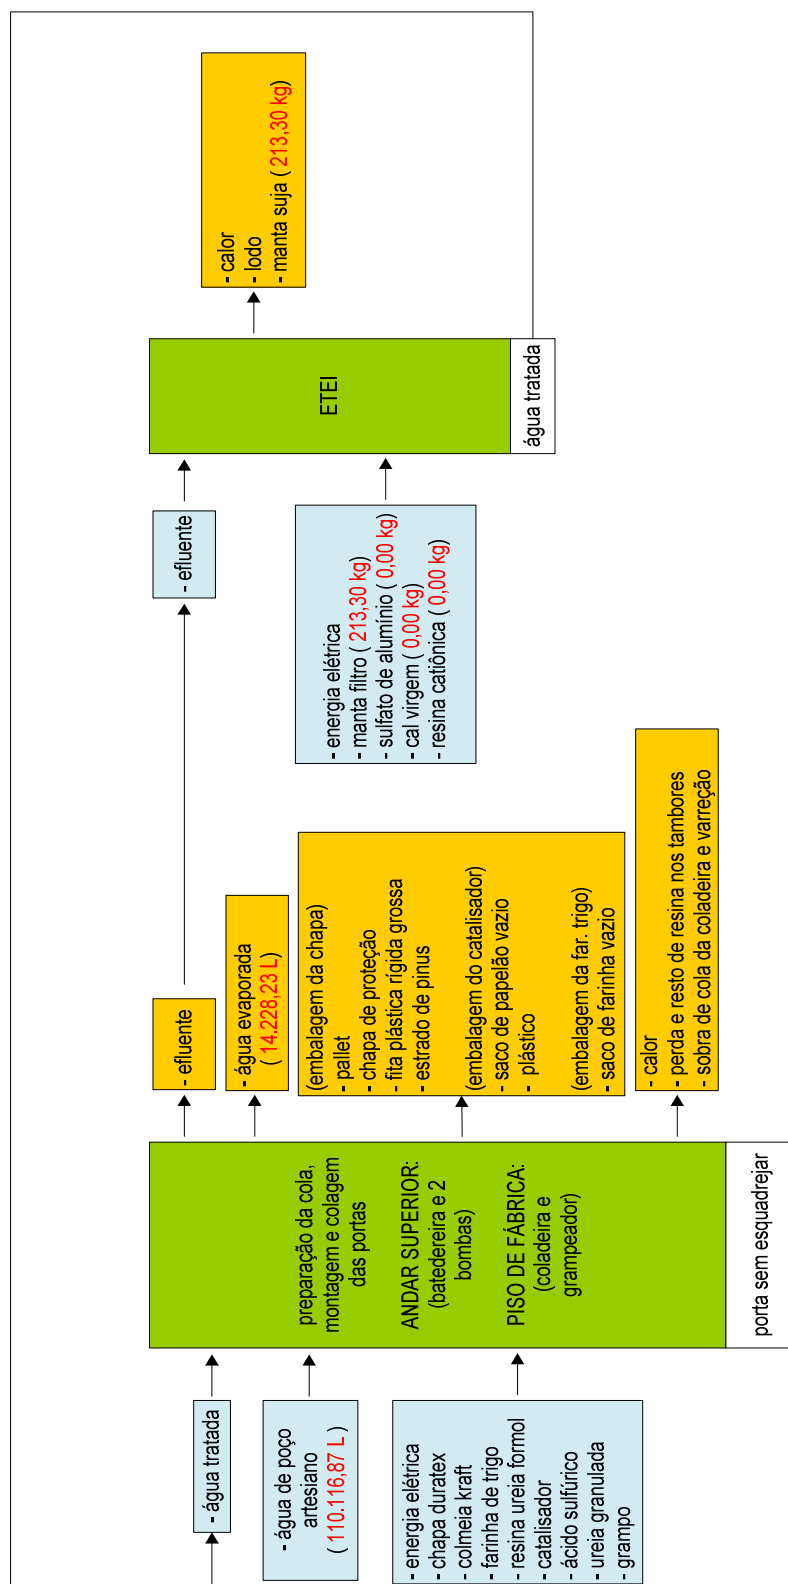 - água tratada
- água de poço
artesiano
( 110.116,87 L )
- energia elétrica
- chapa duratex
- colmeia kraft
- farinha de trigo
- resina ureia formol
- catalisador
- ácido sulfúrico
- ureia granulada
- grampo
preparação da cola,
montagem e colagem
das portas
ANDAR SUPERIOR:
(batedereira e 2
bombas)
PISO DE FÁBRICA:
(coladeira e
grampeador)
porta sem esquadrejar
- efluente
- água evaporada
( 14.228,23 L )
(embalagem da chapa)
- pallet
- chapa de proteção
- fita plástica rígida grossa
- estrado de pinus
(embalagem do catalisador)
- saco de papelão vazio
- plástico
(embalagem da far. trigo)
- saco de farinha vazio
- calor
- perda e resto de resina nos tambores
- sobra de cola da coladeira e varreção
- efluente
- energia elétrica
- manta filtro ( 213,30 kg)
- sulfato de alumínio ( 0,00 kg)
- cal virgem ( 0,00 kg)
- resina catiônica ( 0,00 kg)
ETEI
água tratada
- calor
- lodo
- manta suja ( 213,30 kg)